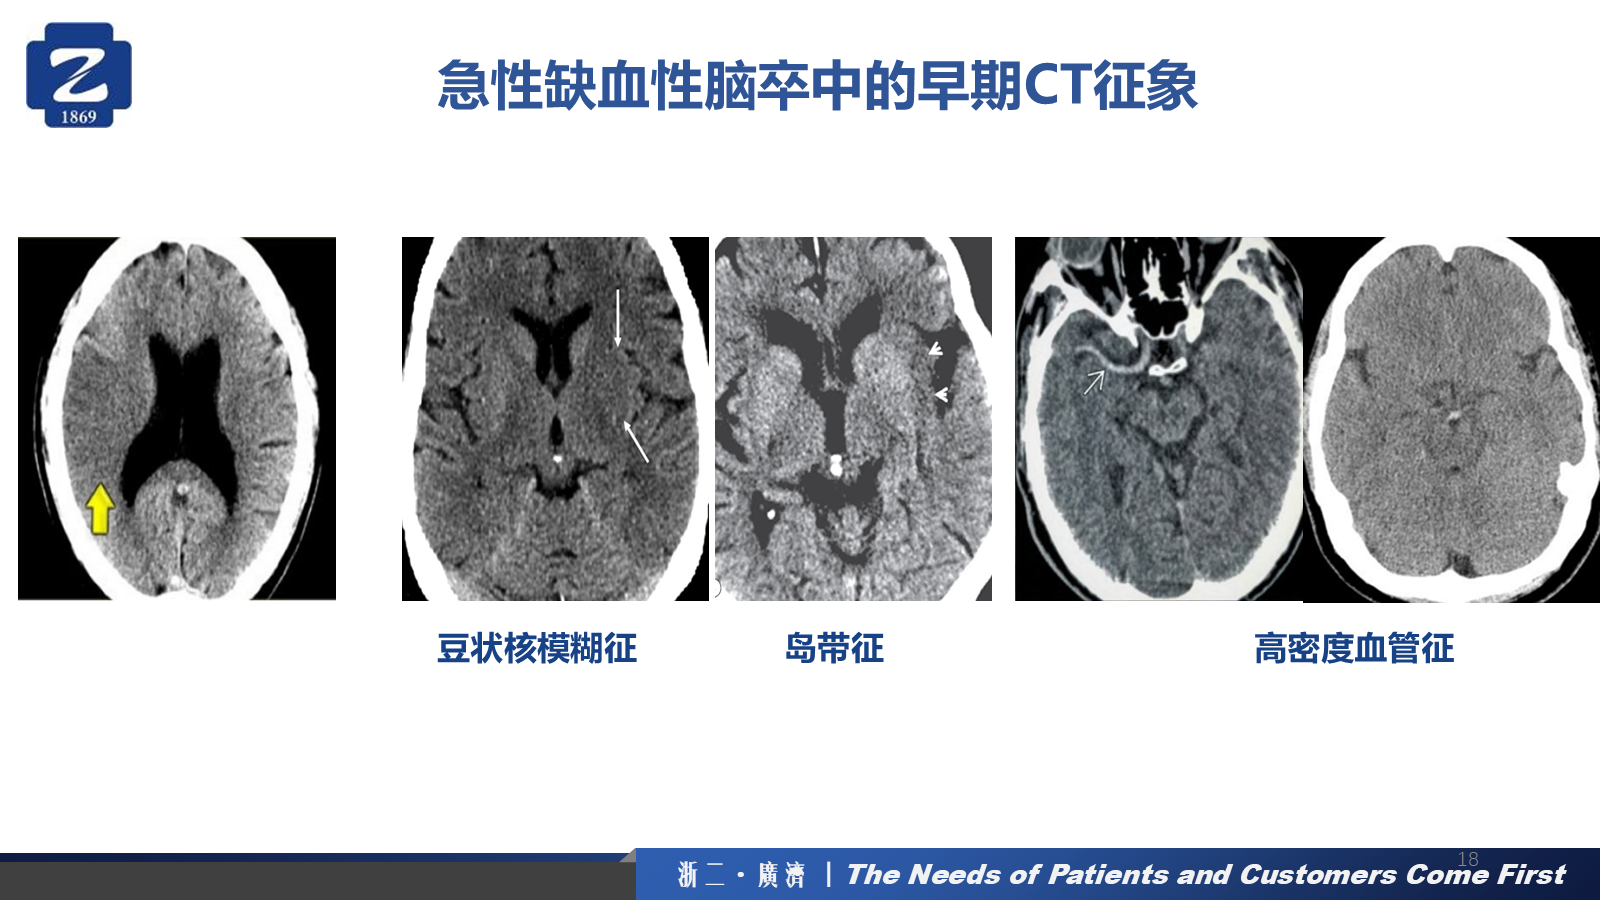 1869
急性缺血性脑卒中的早期CT征象
豆状核模糊征
岛带征
高密度血管征
浙二·廣濟 | The Needs of Patients and Customers Come First
18